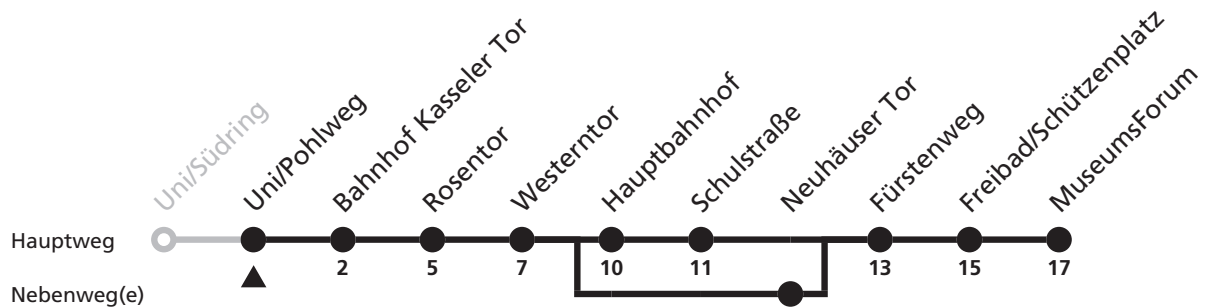 Uni/Südring
Uni/Pohlweg
Bahnhof Kasseler Tor
Rosentor
Westerntor
Hauptbahnhof
Schulstraße
Neuhäuser Tor
Fürstenweg
Freibad/Schützenplatz
MuseumsForum
Hauptweg
2 5 7 10 11 13 15 17
Nebenweg(e)